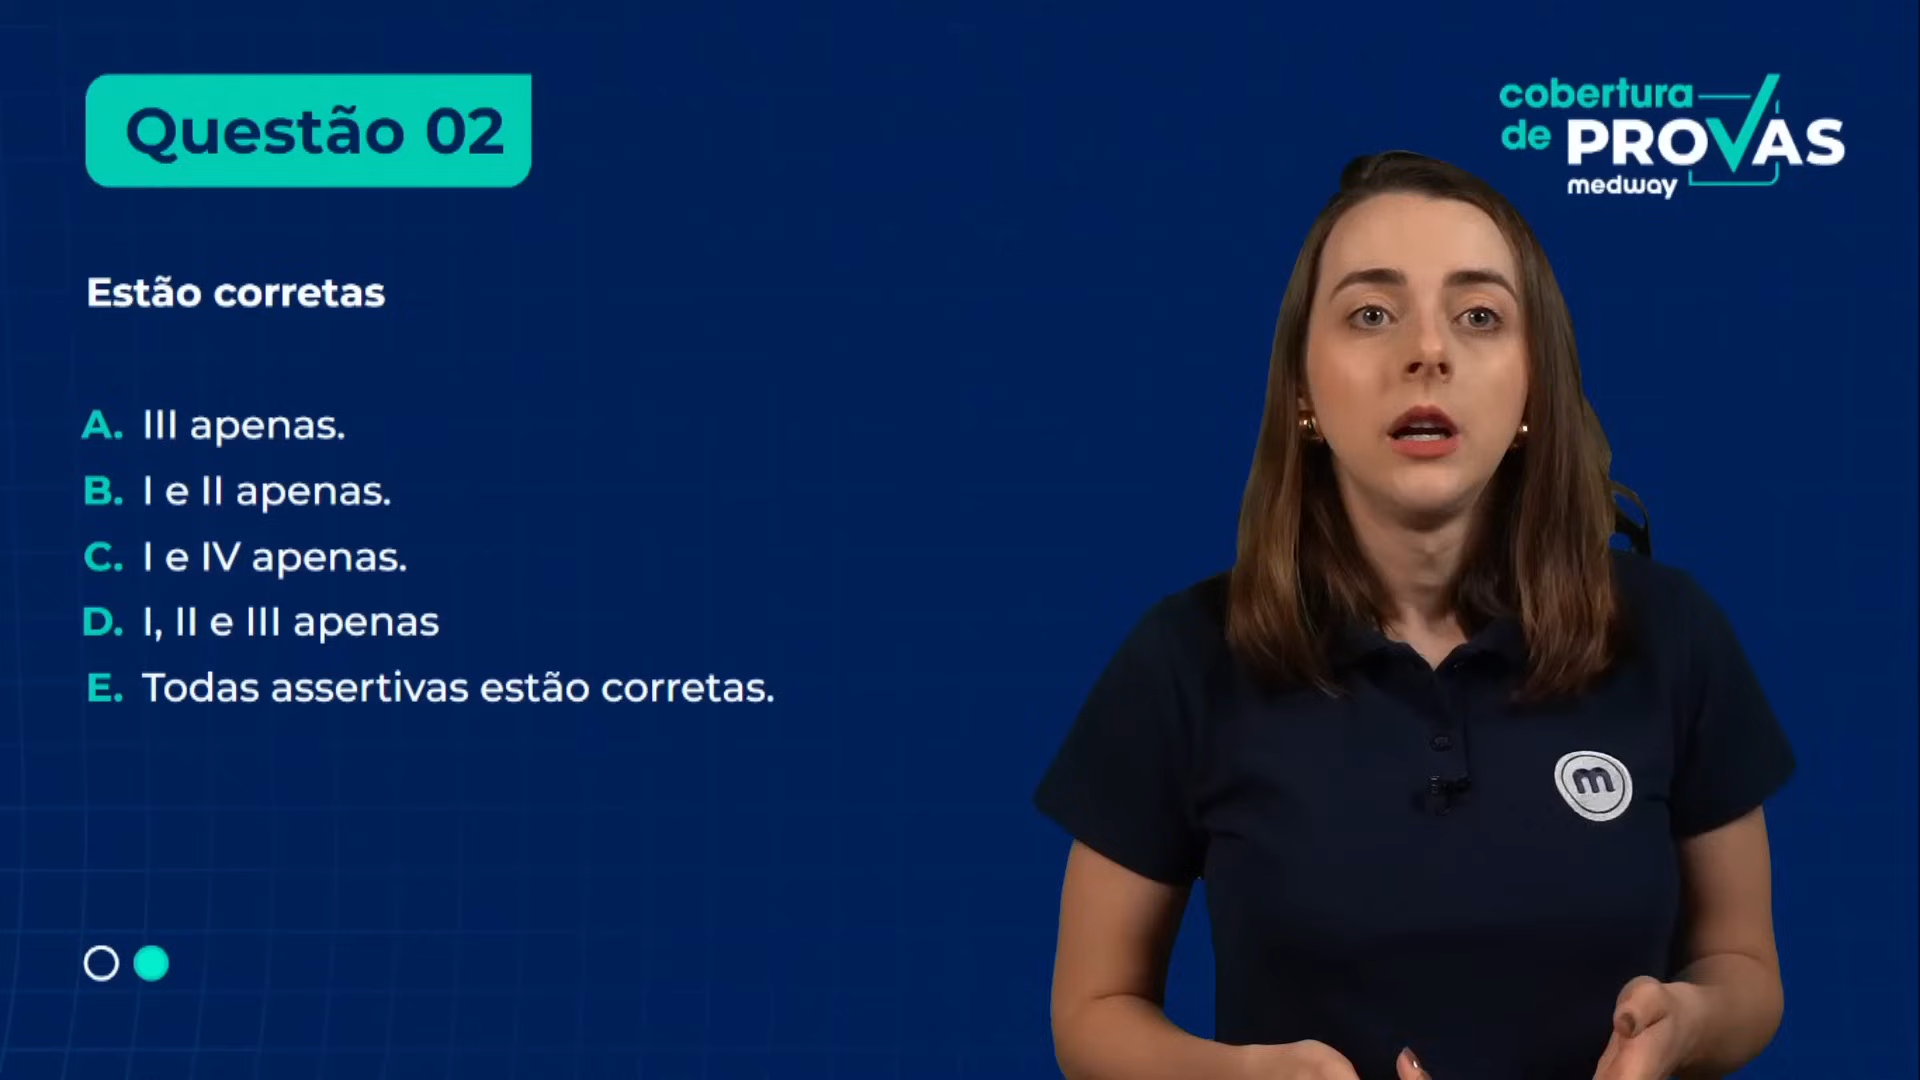 Questão 02
cobertura
de PROVAS
medway
Estão corretas
A. III apenas.
B. I e II apenas.
C. I e IV apenas.
D. I, II e III apenas
E. Todas assertivas estão corretas.
m